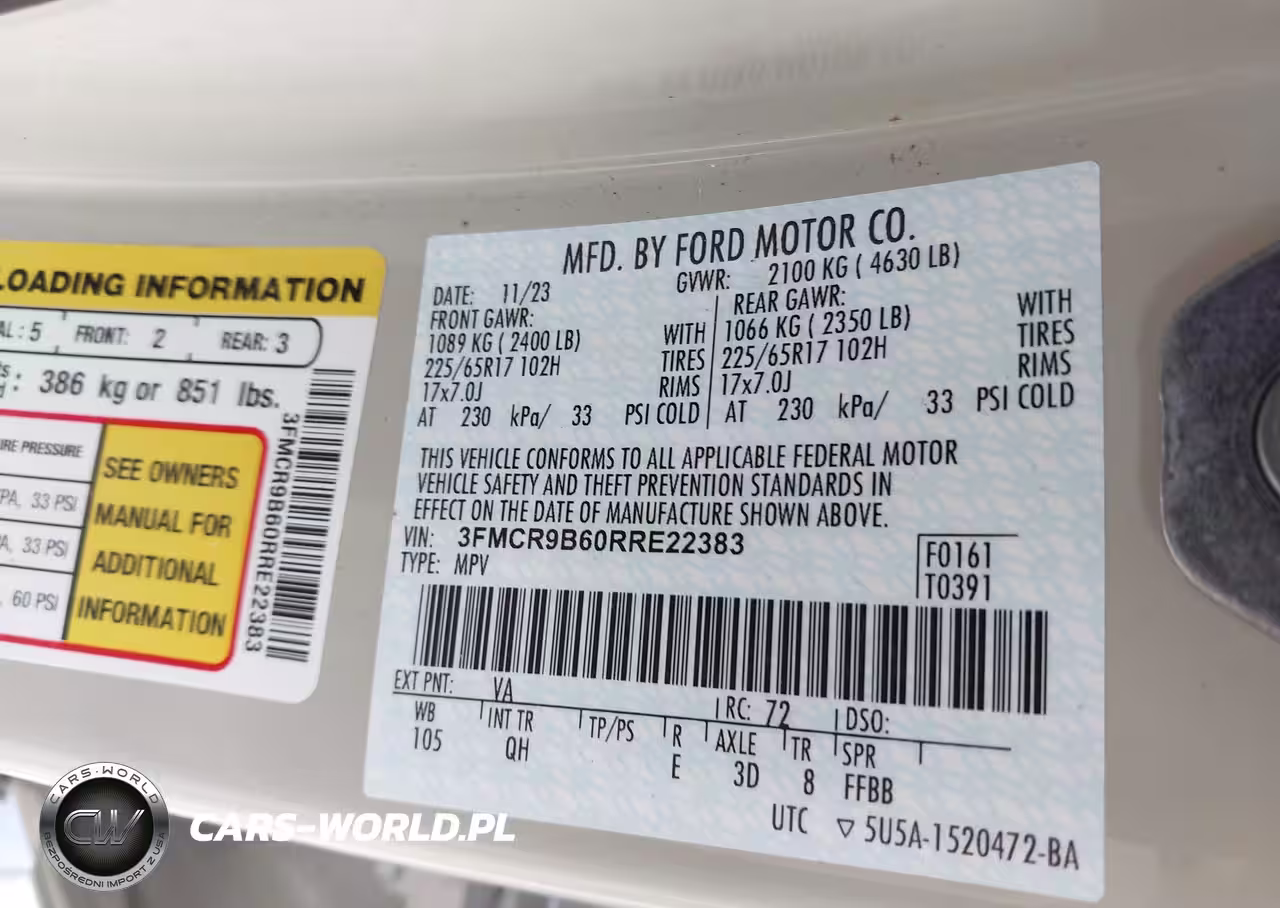 LOADING INFORMATION
AL : 5 FRONT: 2 REAR: 3
: 386 kg or 851 lbs.
PRESSURE
PA, 33 PSI
A, 33 PSI
, 60 PSI
SEE OWNERS
MANUAL FOR
ADDITIONAL
INFORMATION
3FMCR9B60RRE22383
MFD. BY FORD MOTOR CO.
DATE: 11/23 GVWR: 2100 KG ( 4630 LB)
FRONT GAWR: REAR GAWR:
1089 KG ( 2400 LB) WITH 1066 KG ( 2350 LB) WITH
225/65R17 102H TIRES 225/65R17 102H TIRES
17x7.0J RIMS 17x7.0J RIMS
AT 230 kPa/ 33 PSI COLD AT 230 kPa/ 33 PSI COLD
THIS VEHICLE CONFORMS TO ALL APPLICABLE FEDERAL MOTOR
VEHICLE SAFETY AND THEFT PREVENTION STANDARDS IN
EFFECT ON THE DATE OF MANUFACTURE SHOWN ABOVE.
VIN: 3FMCR9B60RRE22383
TYPE: MPV
F0161
T0391
EXT PNT: VA RC: 72 DSO:
WB INT TR TP/PS R AXLE TR SPR
105 QH E 3D 8 FFBB
UTC ▽ 5U5A-1520472-BA
CARS-WORLD
CW
BEZPOŚREDNI IMPORT Z USA
CARS-WORLD.PL